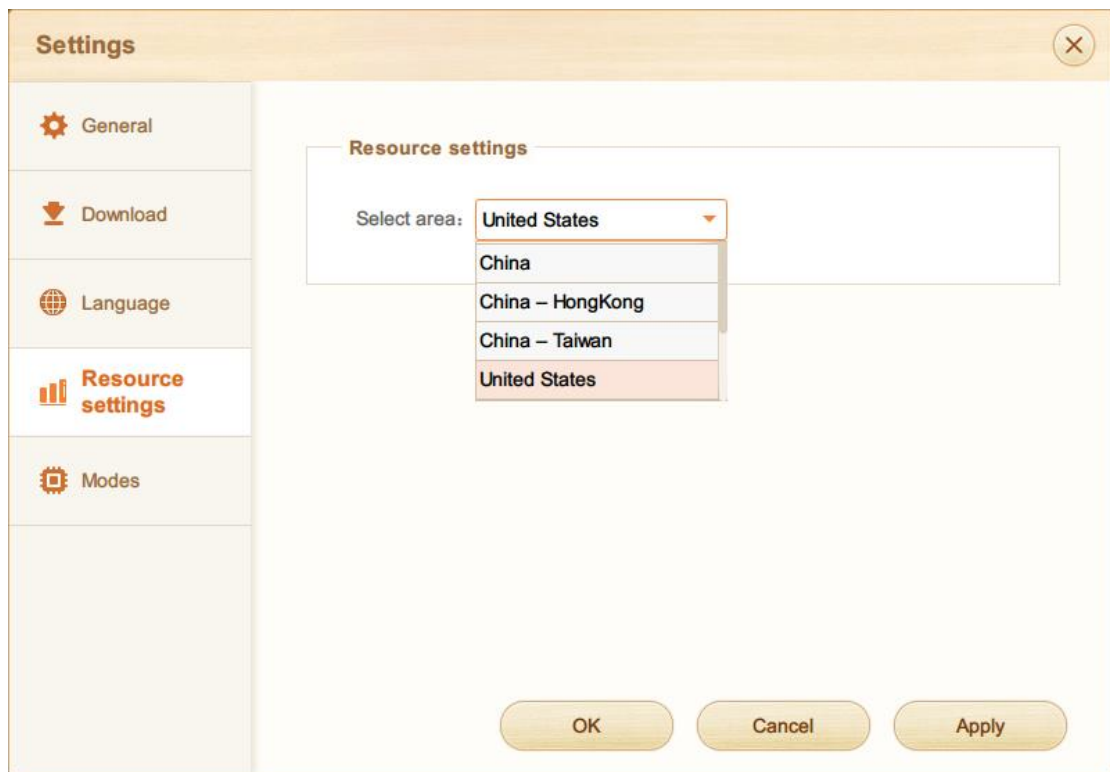 Settings
General
Download
Language
Resource
settings
Modes
Resource settings
Select area： United States
China
China – HongKong
China – Taiwan
United States
OK Cancel Apply